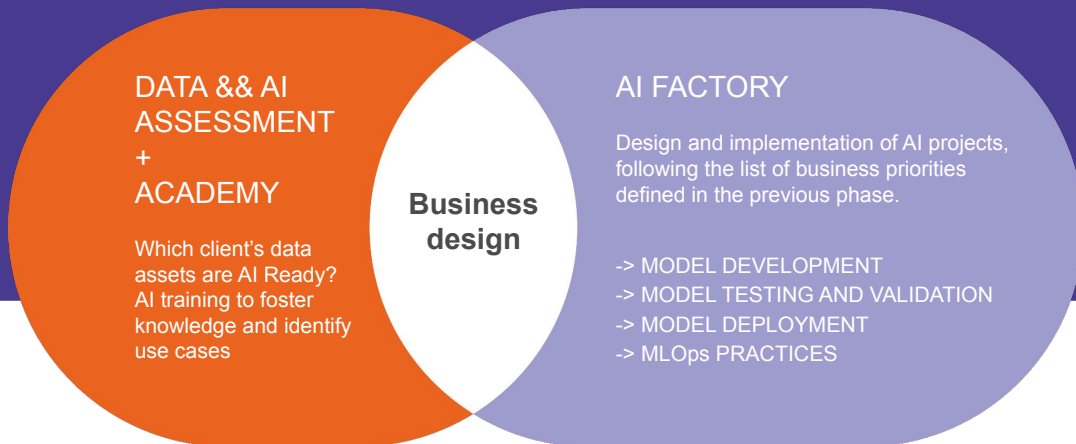 DATA && AI
ASSESSMENT
+
ACADEMY
Which client's data
assets are AI Ready?
AI training to foster
knowledge and identify
use cases
Business
design
AI FACTORY
Design and implementation of AI projects,
following the list of business priorities
defined in the previous phase.
-> MODEL DEVELOPMENT
-> MODEL TESTING AND VALIDATION
-> MODEL DEPLOYMENT
-> MLOps PRACTICES